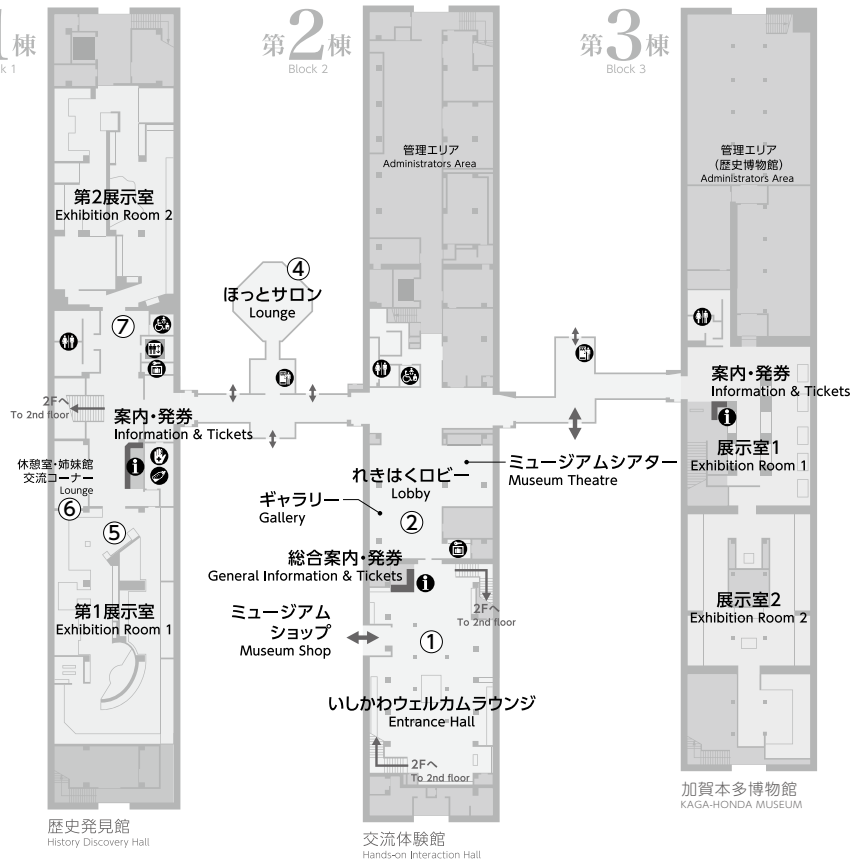 1棟
第2棟
Block 2
第3棟
Block 3
管理エリア
Administrators Area
管理エリア
(歴史博物館)
Administrators Area
第2展示室
Exhibition Room 2
④
ほっとサロン
Lounge
⑦
2Fへ
To 2nd floor
案内・発券
Information & Tickets
案内・発券
Information & Tickets
展示室1
Exhibition Room 1
休憩室・姉妹館
交流コーナー
Lounge
⑥
⑤
れきはくロビー
Lobby
ミュージアムシアター
Museum Theatre
ギャラリー
Gallery
②
総合案内・発券
General Information & Tickets
2Fへ
To 2nd floor
第1展示室
Exhibition Room 1
ミュージアム
ショップ
Museum Shop
①
展示室2
Exhibition Room 2
いしかわウェルカムラウンジ
Entrance Hall
2Fへ
To 2nd floor
歴史発見館
History Discovery Hall
交流体験館
Hands-on Interaction Hall
加賀本多博物館
KAGA-HONDA MUSEUM